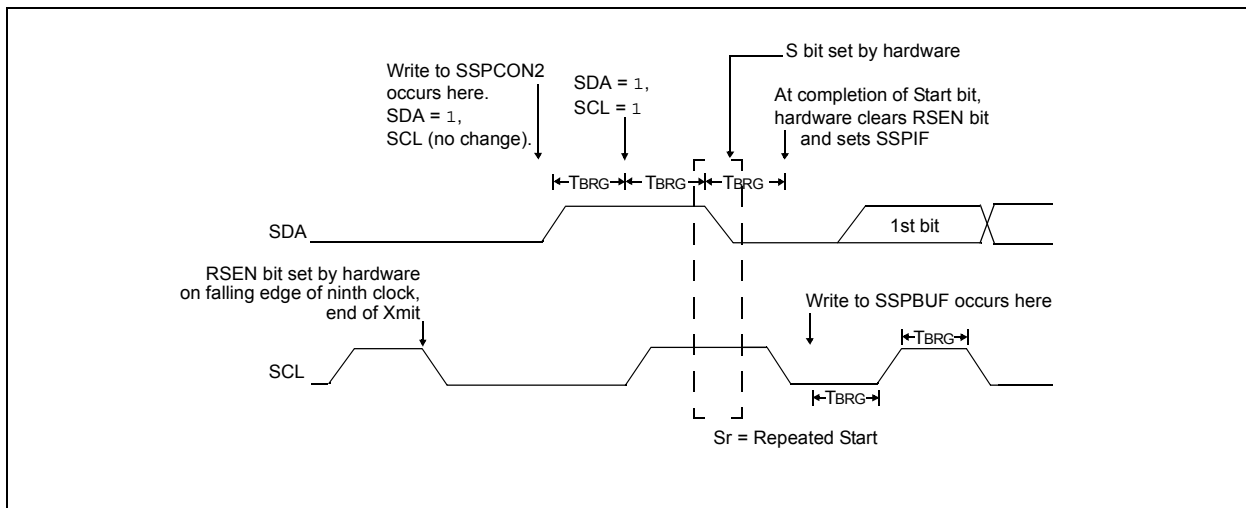 S bit set by hardware
Write to SSPCON2
occurs here.
SDA = 1,
SCL (no change).
SDA = 1,
SCL = 1
At completion of Start bit,
hardware clears RSEN bit
and sets SSPIF
TBRG
TBRG
TBRG
SDA
1st bit
RSEN bit set by hardware
on falling edge of ninth clock,
end of Xmit
Write to SSPBUF occurs here
TBRG
SCL
TBRG
Sr = Repeated Start